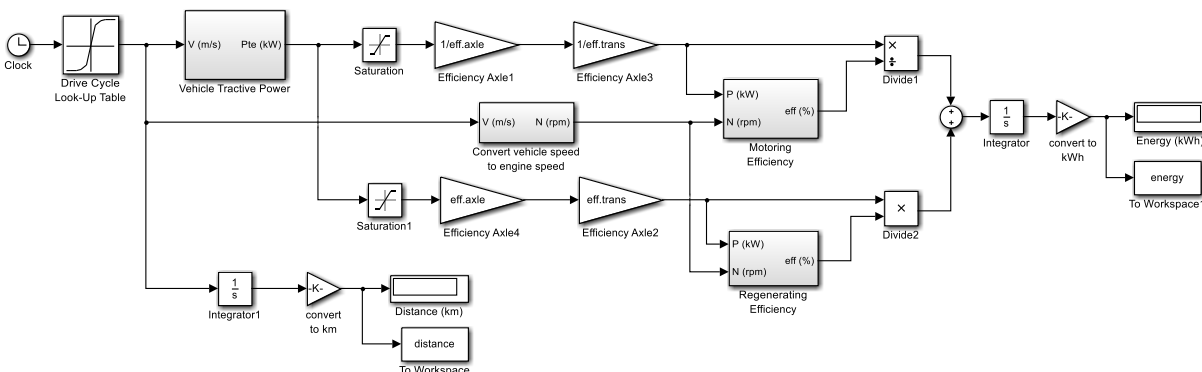 Clock
Drive Cycle
Look-Up Table
V (m/s)
Pte (kW)
Vehicle Tractive Power
Saturation
1/eff.axle
Efficiency Axle1
1/eff.trans
Efficiency Axle3
P (kW)
N (rpm)
eff (%)
Motoring
Efficiency
×
÷
Divide1
V (m/s)
N (rpm)
Convert vehicle speed
to engine speed
+
+
1
s
Integrator
-K-
convert to
kWh
Energy (kWh)
energy
To Workspace1
Saturation1
eff.axle
Efficiency Axle4
eff.trans
Efficiency Axle2
P (kW)
N (rpm)
eff (%)
Regenerating
Efficiency
×
Divide2
1
s
Integrator1
-K-
convert
to km
Distance (km)
distance
To Workspace